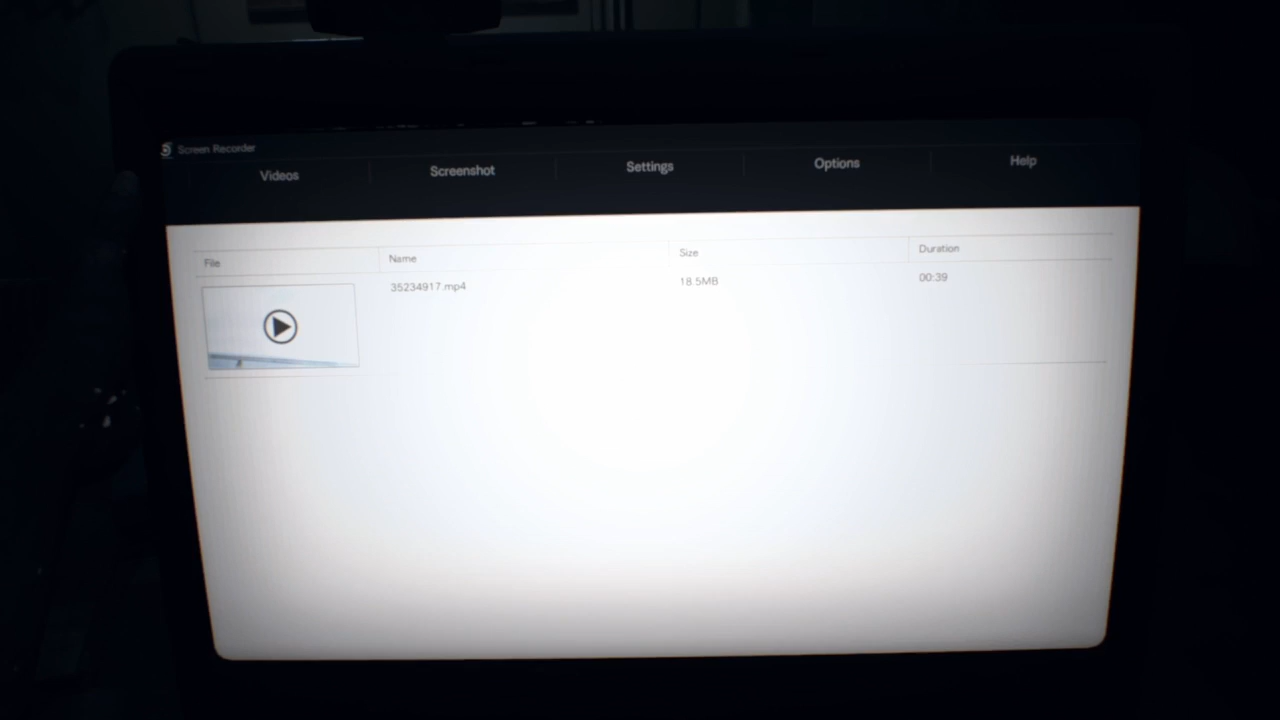 Screen Recorder
Videos Screenshot Settings Options Help
File Name Size Duration
35234917.mp4 18.5MB 00:39